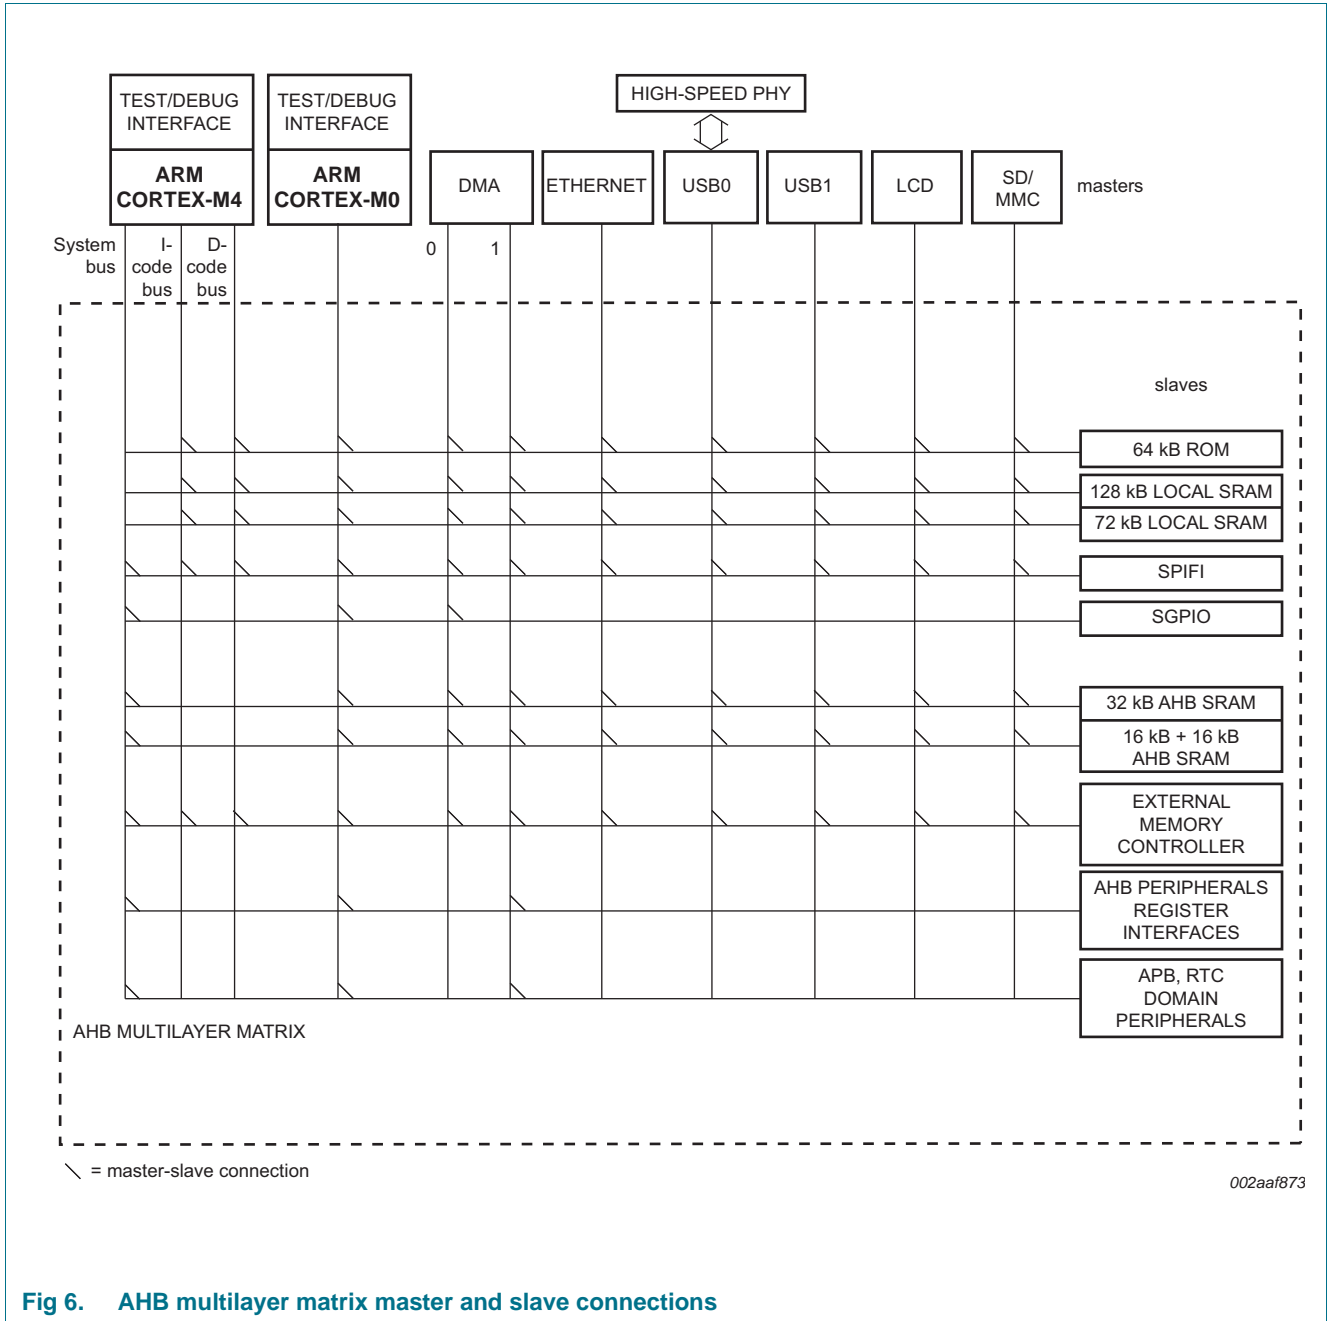 TEST/DEBUG
INTERFACE
TEST/DEBUG
INTERFACE
HIGH-SPEED PHY
ARM
CORTEX-M4
ARM
CORTEX-M0
DMA
ETHERNET
USB0
USB1
LCD
SD/
MMC
masters
System
bus
I-
code
bus
D-
code
bus
0
1
slaves
64 kB ROM
128 kB LOCAL SRAM
72 kB LOCAL SRAM
SPIFI
SGPIO
32 kB AHB SRAM
16 kB + 16 kB
AHB SRAM
EXTERNAL
MEMORY
CONTROLLER
AHB PERIPHERALS
REGISTER
INTERFACES
APB, RTC
DOMAIN
PERIPHERALS
AHB MULTILAYER MATRIX
= master-slave connection
002aaf873
Fig 6. AHB multilayer matrix master and slave connections